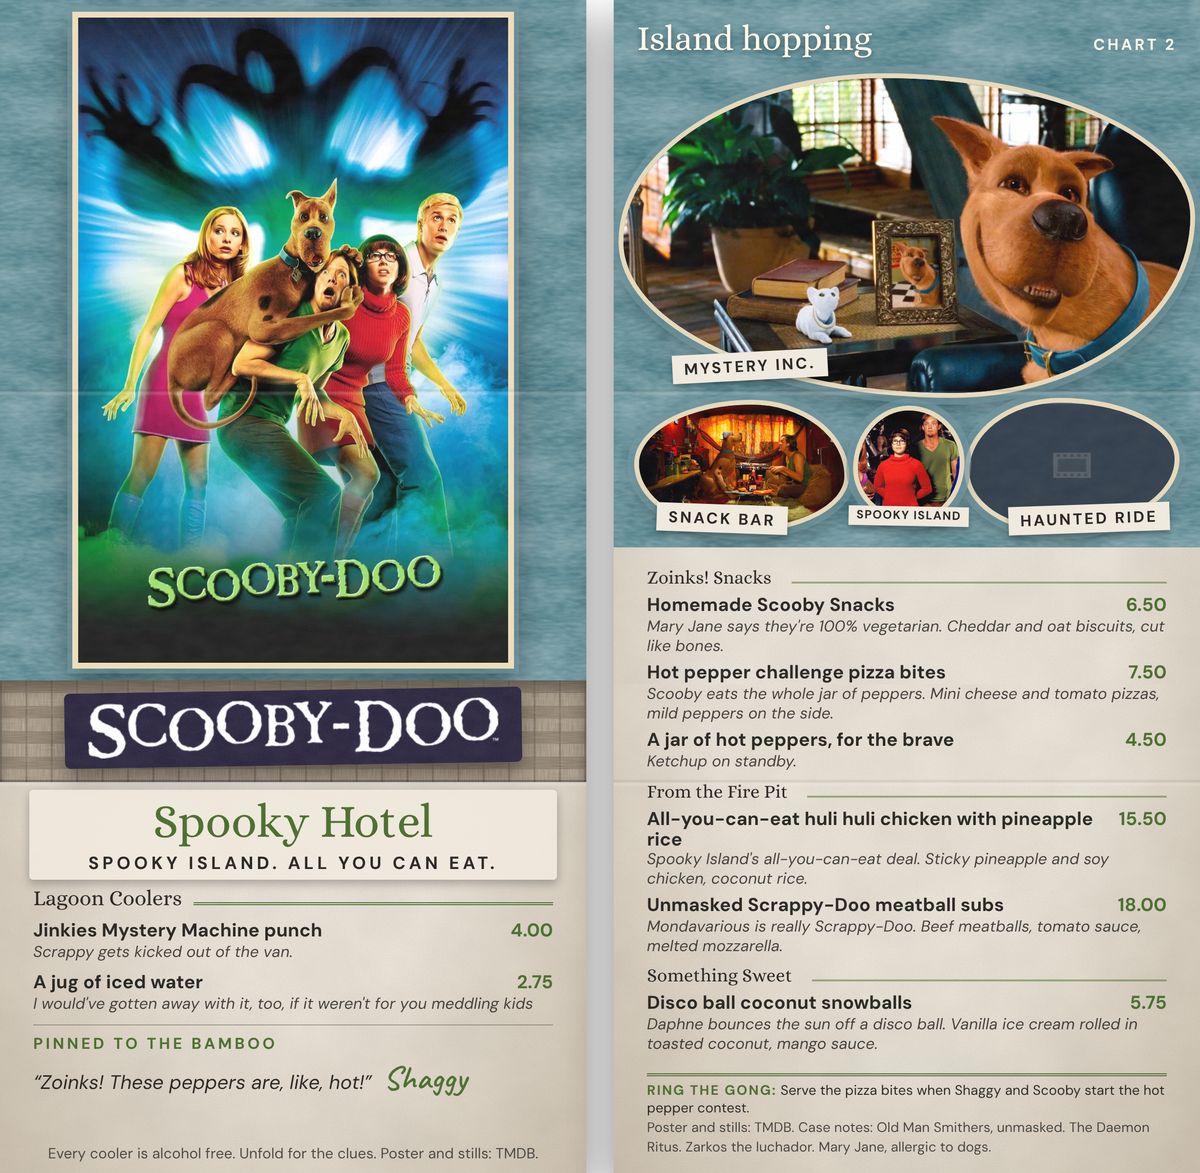 SCOOBY-DOO
SCOOBY-DOO™
Spooky Hotel
SPOOKY ISLAND. ALL YOU CAN EAT.
Lagoon Coolers
Jinkies Mystery Machine punch 4.00
Scrappy gets kicked out of the van.
A jug of iced water 2.75
I would've gotten away with it, too, if it weren't for you meddling kids
PINNED TO THE BAMBOO
“Zoinks! These peppers are, like, hot!” Shaggy
Every cooler is alcohol free. Unfold for the clues. Poster and stills: TMDB.
Island hopping
CHART 2
MYSTERY INC.
SNACK BAR
SPOOKY ISLAND
HAUNTED RIDE
Zoinks! Snacks
Homemade Scooby Snacks 6.50
Mary Jane says they're 100% vegetarian. Cheddar and oat biscuits, cut
like bones.
Hot pepper challenge pizza bites 7.50
Scooby eats the whole jar of peppers. Mini cheese and tomato pizzas,
mild peppers on the side.
A jar of hot peppers, for the brave 4.50
Ketchup on standby.
From the Fire Pit
All-you-can-eat huli huli chicken with pineapple 15.50
rice
Spooky Island's all-you-can-eat deal. Sticky pineapple and soy
chicken, coconut rice.
Unmasked Scrappy-Doo meatball subs 18.00
Mondavarious is really Scrappy-Doo. Beef meatballs, tomato sauce,
melted mozzarella.
Something Sweet
Disco ball coconut snowballs 5.75
Daphne bounces the sun off a disco ball. Vanilla ice cream rolled in
toasted coconut, mango sauce.
RING THE GONG: Serve the pizza bites when Shaggy and Scooby start the hot
pepper contest.
Poster and stills: TMDB. Case notes: Old Man Smithers, unmasked. The Daemon
Ritus. Zarkos the luchador. Mary Jane, allergic to dogs.